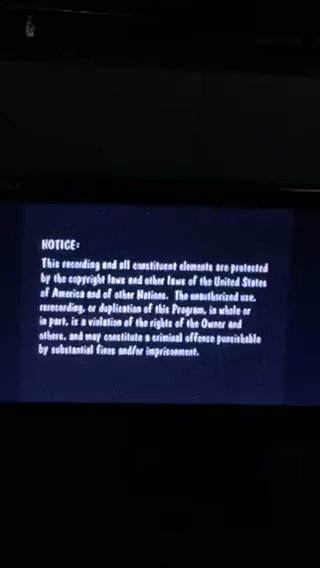 NOTICE:
This recording and all constituent elements are protected
by the copyright laws and other laws of the United States
of America and of other Nations. The unauthorized use,
rerecording, or duplication of this Program, in whole or
in part, is a violation of the rights of the Owner and
others, and may constitute a criminal offense punishable
by substantial fines and/or imprisonment.